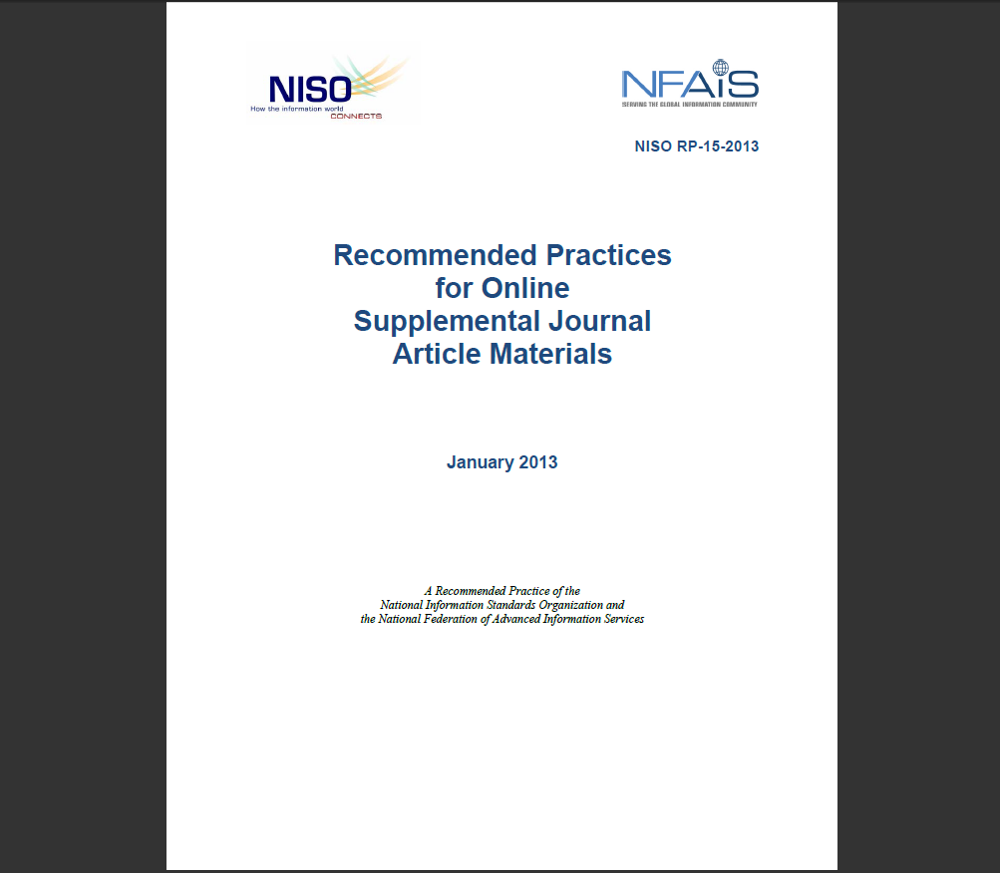 NISO
How the information world
CONNECTS
NFAiS
SERVING THE GLOBAL INFORMATION COMMUNITY
NISO RP-15-2013
Recommended Practices
for Online
Supplemental Journal
Article Materials
January 2013
A Recommended Practice of the
National Information Standards Organization and
the National Federation of Advanced Information Services